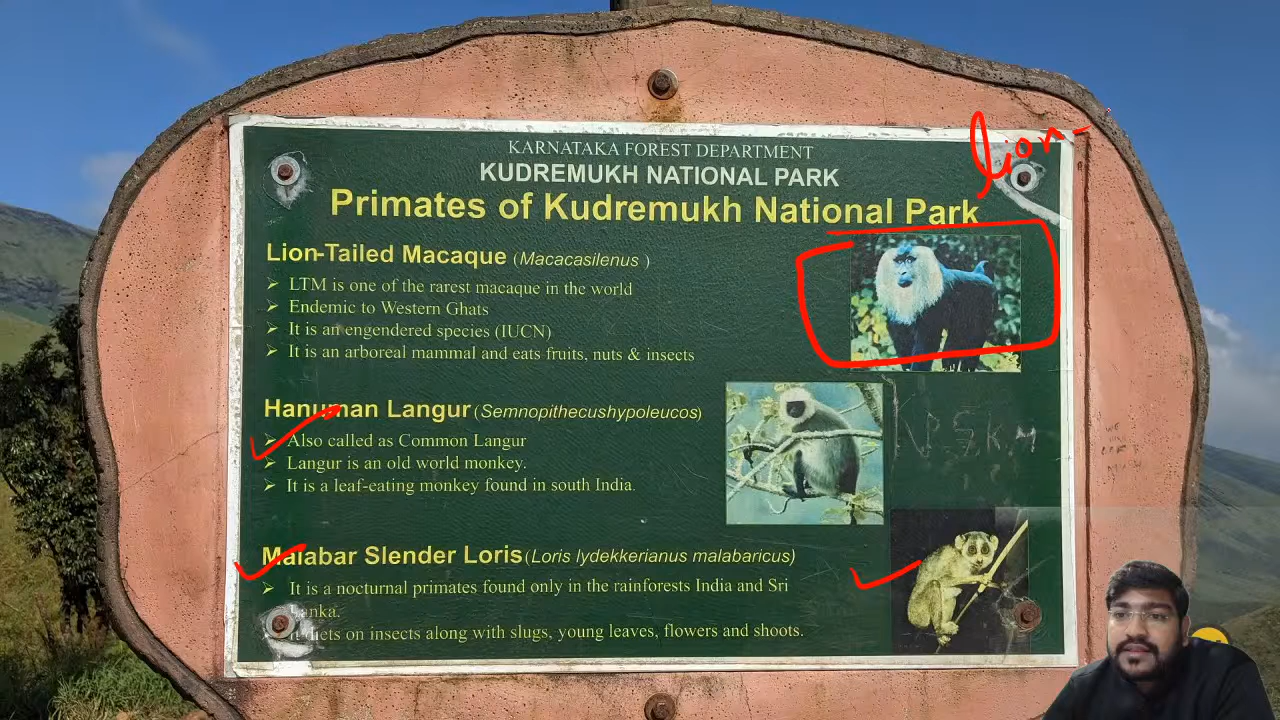 lion-
KARNATAKA FOREST DEPARTMENT
KUDREMUKH NATIONAL PARK
Primates of Kudremukh National Park
Lion-Tailed Macaque (Macacasilenus )
➢ LTM is one of the rarest macaque in the world
➢ Endemic to Western Ghats
➢ It is an engendered species (IUCN)
➢ It is an arboreal mammal and eats fruits, nuts & insects
Hanuman Langur (Semnopithecushypoleucos)
➢ Also called as Common Langur
➢ Langur is an old world monkey.
➢ It is a leaf-eating monkey found in south India.
Malabar Slender Loris (Loris lydekkerianus malabaricus)
➢ It is a nocturnal primates found only in the rainforests India and Sri
Lanka.
It diets on insects along with slugs, young leaves, flowers and shoots.